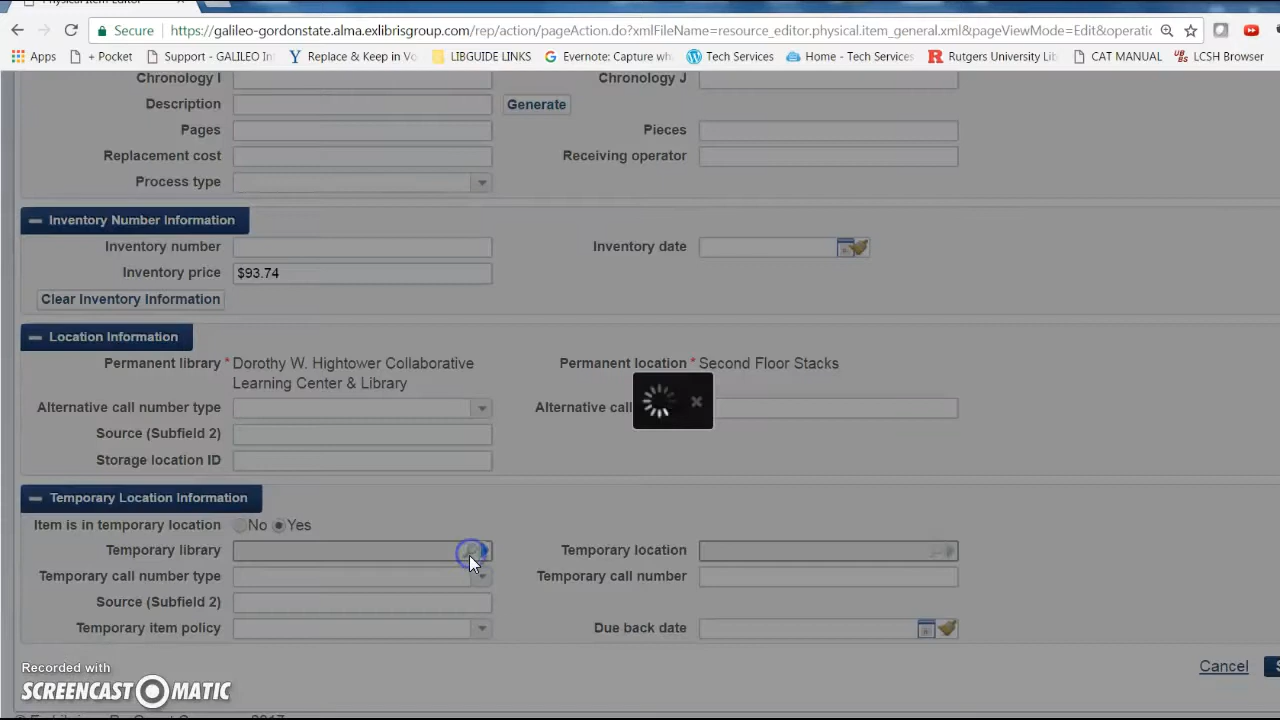 Secure https://galileo-gordonstate.alma.exlibrisgroup.com/rep/action/pageAction.do?xmlFileName=resource_editor.physical.item_general.xml&pageViewMode=Edit&operatic
Apps + Pocket Support - GALILEO In Replace & Keep in Vo LIBGUIDE LINKS Evernote: Capture wh Tech Services Home - Tech Services Rutgers University Lib CAT MANUAL LCSH Browser
Chronology I Chronology J
Description Generate
Pages Pieces
Replacement cost Receiving operator
Process type
Inventory Number Information
Inventory number Inventory date
Inventory price $93.74
Clear Inventory Information
Location Information
Permanent library * Dorothy W. Hightower Collaborative Permanent location * Second Floor Stacks
Learning Center & Library
Alternative call number type Alternative call
Source (Subfield 2)
Storage location ID
Temporary Location Information
Item is in temporary location No Yes
Temporary library Temporary location
Temporary call number type Temporary call number
Source (Subfield 2)
Temporary item policy Due back date
Recorded with
Cancel
SCREENCAST MATIC